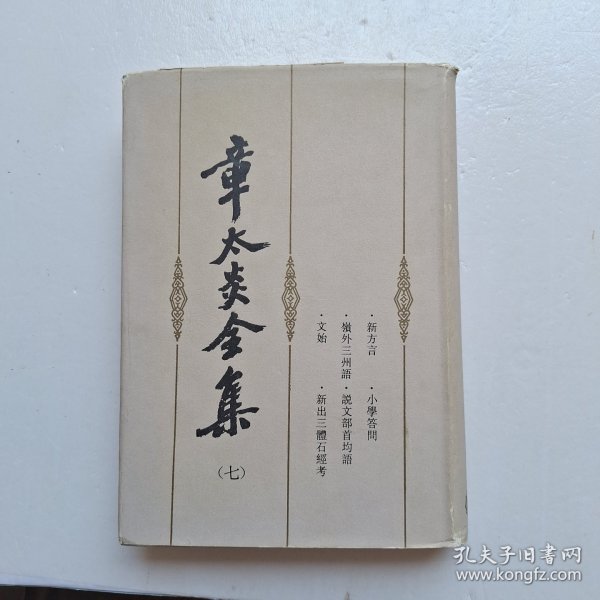 章太炎全集
（七）
·新方言 ·小學答問
·嶺外三州語·説文部首均語
·文始 ·新出三體石經考
孔夫子旧书网
www.kongfz.com